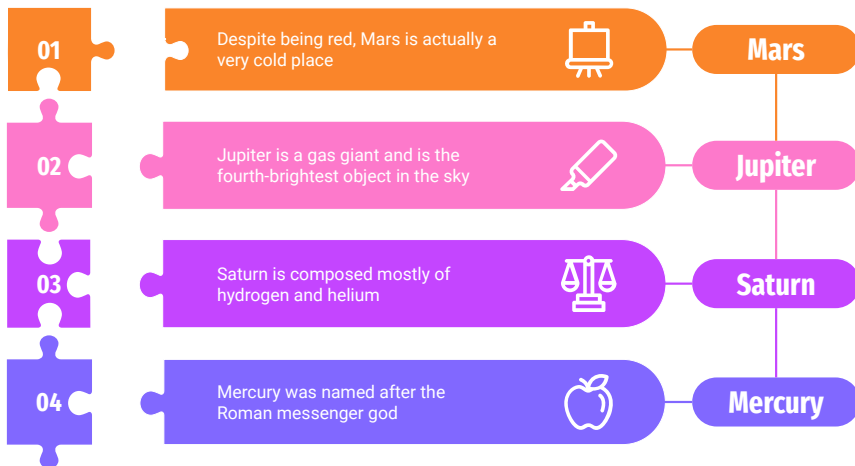 01
Despite being red, Mars is actually a
very cold place
Mars
02
Jupiter is a gas giant and is the
fourth-brightest object in the sky
Jupiter
03
Saturn is composed mostly of
hydrogen and helium
Saturn
04
Mercury was named after the
Roman messenger god
Mercury